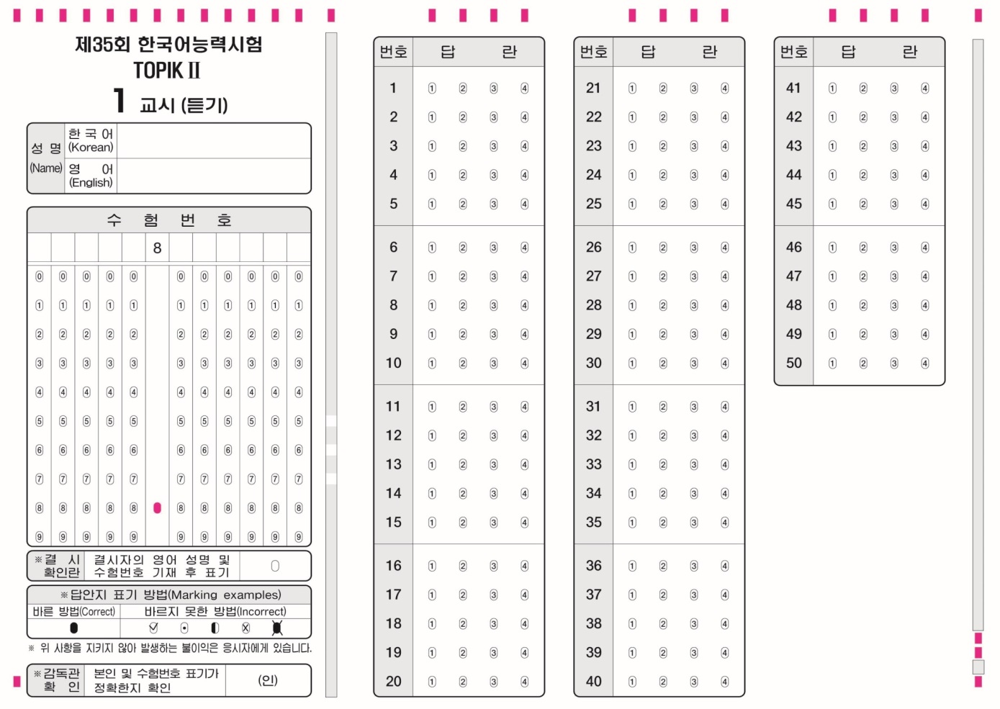 제35회 한국어능력시험
TOPIK II
1 교시 (듣기)
성 명 (Name)
한 국 어 (Korean)
영 어 (English)
수 험 번 호
8
0 0 0 0 0 0 0 0 0 0 0
1 1 1 1 1 1 1 1 1 1 1
2 2 2 2 2 2 2 2 2 2 2
3 3 3 3 3 3 3 3 3 3 3
4 4 4 4 4 4 4 4 4 4 4
5 5 5 5 5 5 5 5 5 5 5
6 6 6 6 6 6 6 6 6 6 6
7 7 7 7 7 7 7 7 7 7 7
8 8 8 8 8 8 8 8 8 8 8
9 9 9 9 9 9 9 9 9 9 9
※결 시
확인란
결시자의 영어 성명 및
수험번호 기재 후 표기
※답안지 표기 방법(Marking examples)
바른 방법(Correct) 바르지 못한 방법(Incorrect)
※ 위 사항을 지키지 않아 발생하는 불이익은 응시자에게 있습니다.
※감독관
확 인
본인 및 수험번호 표기가
정확한지 확인
(인)
번호 답 란
1 ① ② ③ ④
2 ① ② ③ ④
3 ① ② ③ ④
4 ① ② ③ ④
5 ① ② ③ ④
6 ① ② ③ ④
7 ① ② ③ ④
8 ① ② ③ ④
9 ① ② ③ ④
10 ① ② ③ ④
11 ① ② ③ ④
12 ① ② ③ ④
13 ① ② ③ ④
14 ① ② ③ ④
15 ① ② ③ ④
16 ① ② ③ ④
17 ① ② ③ ④
18 ① ② ③ ④
19 ① ② ③ ④
20 ① ② ③ ④
번호 답 란
21 ① ② ③ ④
22 ① ② ③ ④
23 ① ② ③ ④
24 ① ② ③ ④
25 ① ② ③ ④
26 ① ② ③ ④
27 ① ② ③ ④
28 ① ② ③ ④
29 ① ② ③ ④
30 ① ② ③ ④
31 ① ② ③ ④
32 ① ② ③ ④
33 ① ② ③ ④
34 ① ② ③ ④
35 ① ② ③ ④
36 ① ② ③ ④
37 ① ② ③ ④
38 ① ② ③ ④
39 ① ② ③ ④
40 ① ② ③ ④
번호 답 란
41 ① ② ③ ④
42 ① ② ③ ④
43 ① ② ③ ④
44 ① ② ③ ④
45 ① ② ③ ④
46 ① ② ③ ④
47 ① ② ③ ④
48 ① ② ③ ④
49 ① ② ③ ④
50 ① ② ③ ④